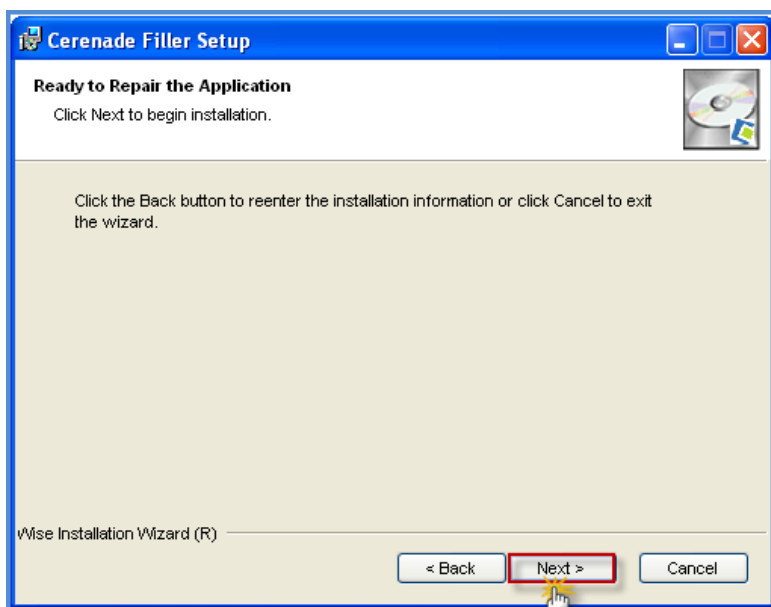 Cerenade Filler Setup
Ready to Repair the Application
Click Next to begin installation.
Click the Back button to reenter the installation information or click Cancel to exit
the wizard.
Wise Installation Wizard (R)
< Back
Next >
Cancel